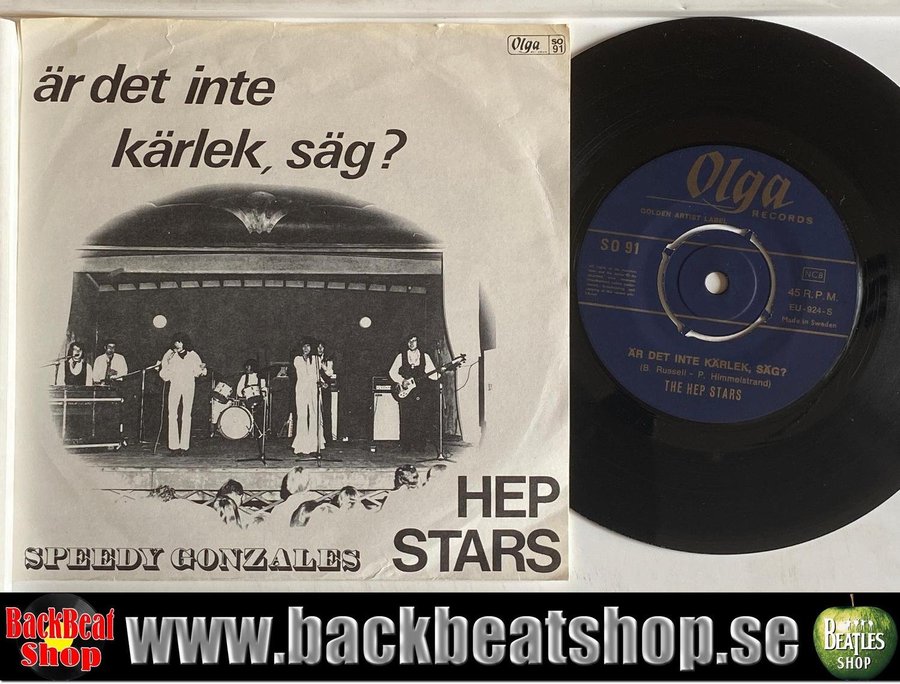 Olga
SO
91
är det inte
kärlek, säg?
HEP
STARS
SPEEDY GONZALES
Olga
RECORDS
GOLDEN ARTIST LABEL
SO 91
NCB
45 R.P.M.
EU-924-S
Made in Sweden
ÄR DET INTE KÄRLEK, SÄG?
(B. Russell - P. Himmelstrand)
THE HEP STARS
BackBeat
Shop
www.backbeatshop.se
BEATLES
SHOP